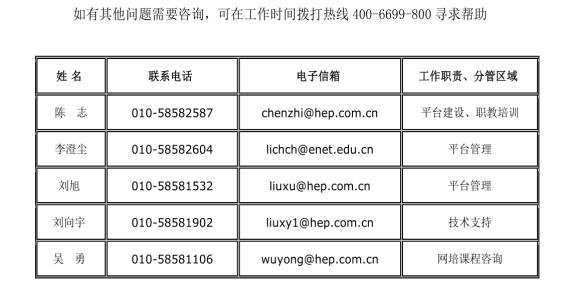 如有其他问题需要咨询，可在工作时间拨打热线 400-6699-800 寻求帮助
姓 名 联系电话 电子信箱 工作职责、分管区域
陈 志 010-58582587 chenzhi@hep.com.cn 平台建设、职教培训
李澄尘 010-58582604 lichch@enet.edu.cn 平台管理
刘旭 010-58581532 liuxu@hep.com.cn 平台管理
刘向宇 010-58581902 liuxy1@hep.com.cn 技术支持
吴 勇 010-58581106 wuyong@hep.com.cn 网培课程咨询